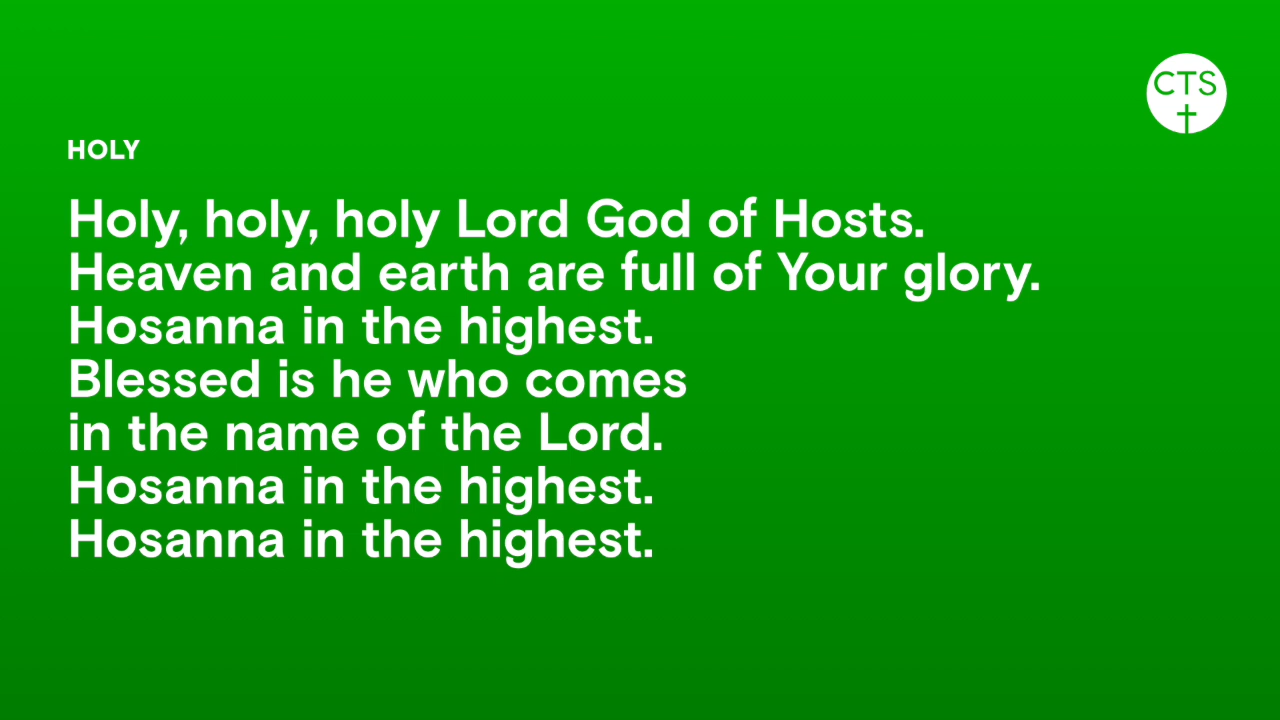 CTS
HOLY
Holy, holy, holy Lord God of Hosts.
Heaven and earth are full of Your glory.
Hosanna in the highest.
Blessed is he who comes
in the name of the Lord.
Hosanna in the highest.
Hosanna in the highest.